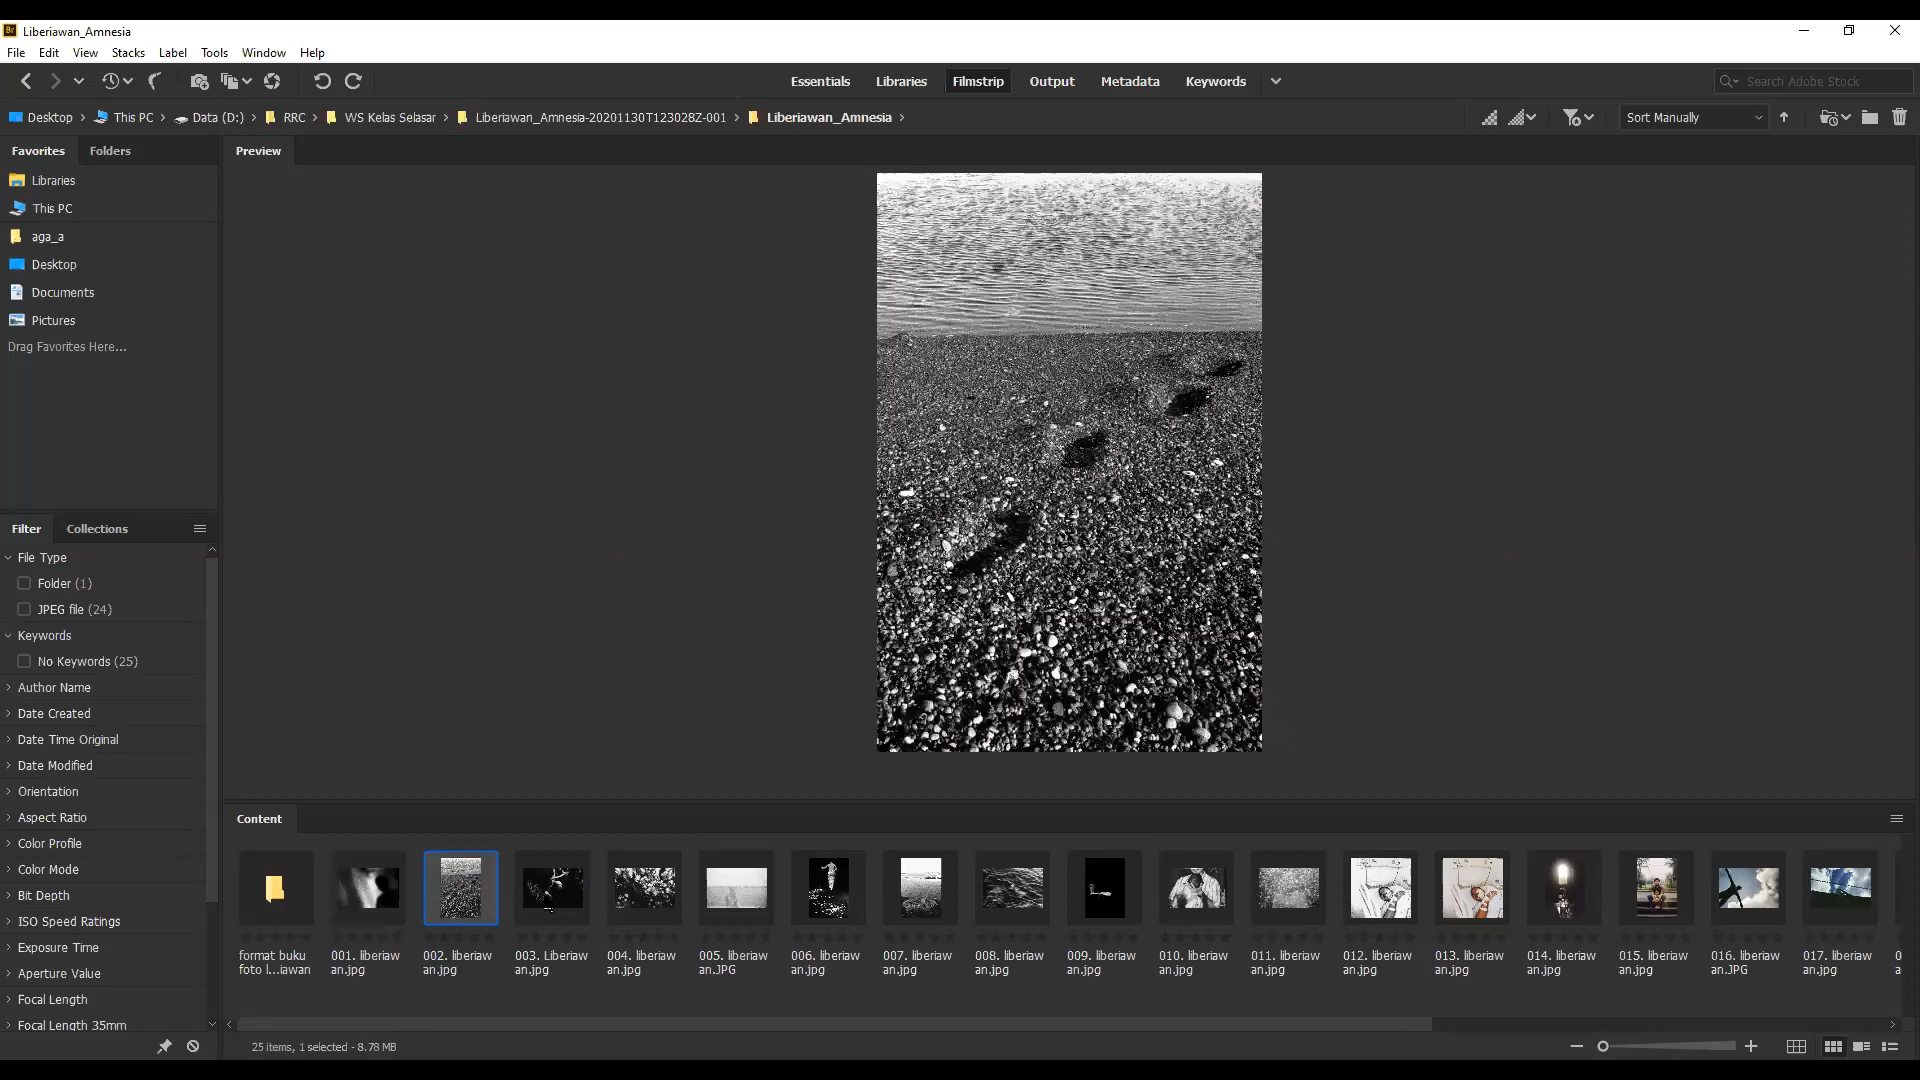 Br Liberiawan_Amnesia
File Edit View Stacks Label Tools Window Help
Essentials Libraries Filmstrip Output Metadata Keywords Search Adobe Stock
Desktop This PC Data (D:) RRC WS Kelas Selasar Liberiawan_Amnesia-20201130T123028Z-001 Liberiawan_Amnesia Sort Manually
Favorites Folders
Libraries
This PC
aga_a
Desktop
Documents
Pictures
Drag Favorites Here...
Preview
Filter Collections
File Type
Folder (1)
JPEG file (24)
Keywords
No Keywords (25)
Author Name
Date Created
Date Time Original
Date Modified
Orientation
Aspect Ratio
Color Profile
Color Mode
Bit Depth
ISO Speed Ratings
Exposure Time
Aperture Value
Focal Length
Focal Length 35mm
Content
format buku 001. liberiaw 002. liberiaw 003. Liberiaw 004. liberiaw 005. liberiaw 006. liberiaw 007. liberiaw 008. liberiaw 009. liberiaw 010. liberiaw 011. liberiaw 012. liberiaw 013. liberiaw 014. liberiaw 015. liberiaw 016. liberiaw 017. liberiaw
foto l...iawan an.jpg an.jpg an.jpg an.jpg an.JPG an.jpg an.jpg an.jpg an.jpg an.jpg an.jpg an.jpg an.jpg an.jpg an.jpg an.JPG an.jpg
25 items, 1 selected - 8.78 MB